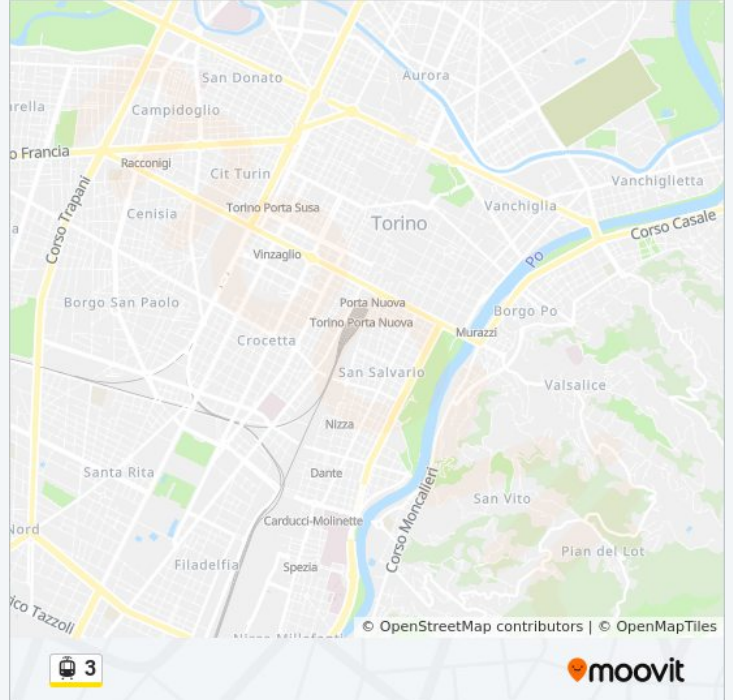 San Donato
Aurora
Campidoglio
o Francia
Racconigi
Cit Turin
Vanchiglietta
Corso Trapani
Cenisia
Torino Porta Susa
Torino
Vanchiglia
Corso Casale
a
Vinzaglio
Po
Borgo San Paolo
Porta Nuova
Torino Porta Nuova
Borgo Po
Murazzi
Crocetta
San Salvario
Valsalice
Nizza
Santa Rita
Dante
Corso Moncalieri
San Vito
Carducci-Molinette
Pian del Lot
Filadelfia
Spezia
ico Tazzoli
© OpenStreetMap contributors | © OpenMapTiles
3
moovit